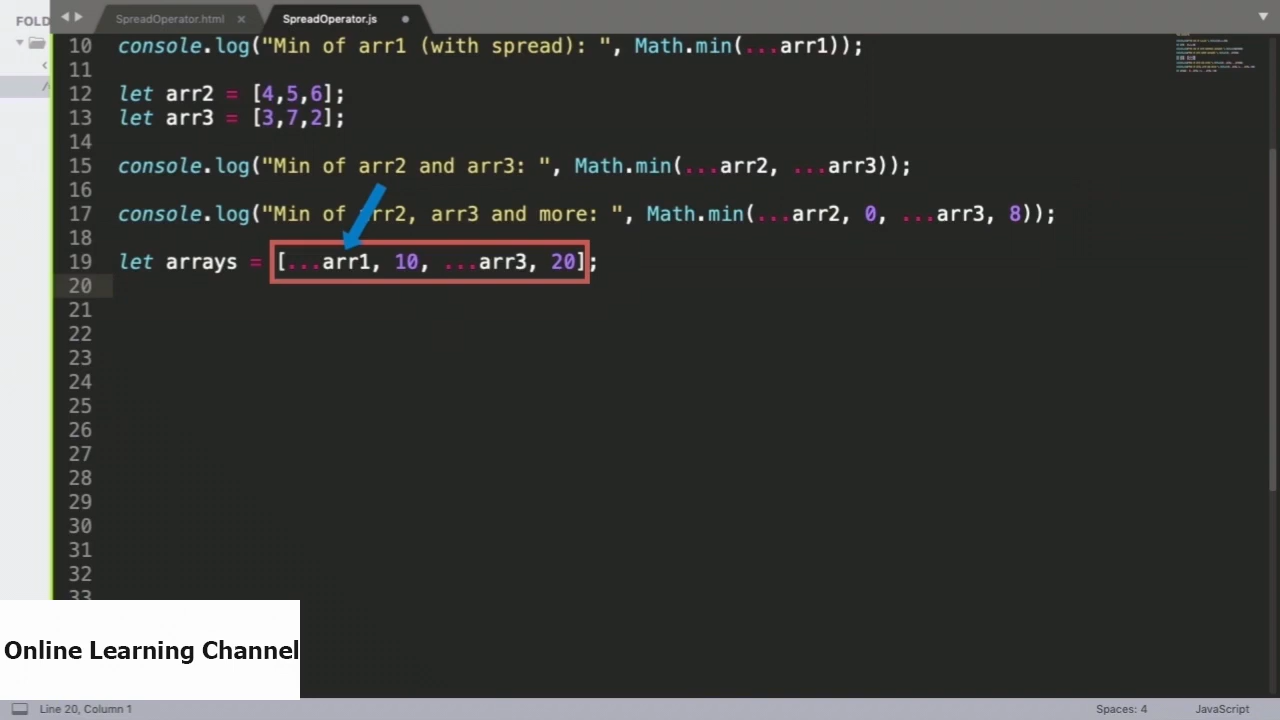 FOLD
SpreadOperator.html ×
SpreadOperator.js
10 console.log("Min of arr1 (with spread): ", Math.min(...arr1));
11
12 let arr2 = [4,5,6];
13 let arr3 = [3,7,2];
14
15 console.log("Min of arr2 and arr3: ", Math.min(...arr2, ...arr3));
16
17 console.log("Min of arr2, arr3 and more: ", Math.min(...arr2, 0, ...arr3, 8));
18
19 let arrays = [...arr1, 10, ...arr3, 20];
20
21
22
23
24
25
26
27
28
29
30
31
32
33
Online Learning Channel
Line 20, Column 1
Spaces: 4
JavaScript